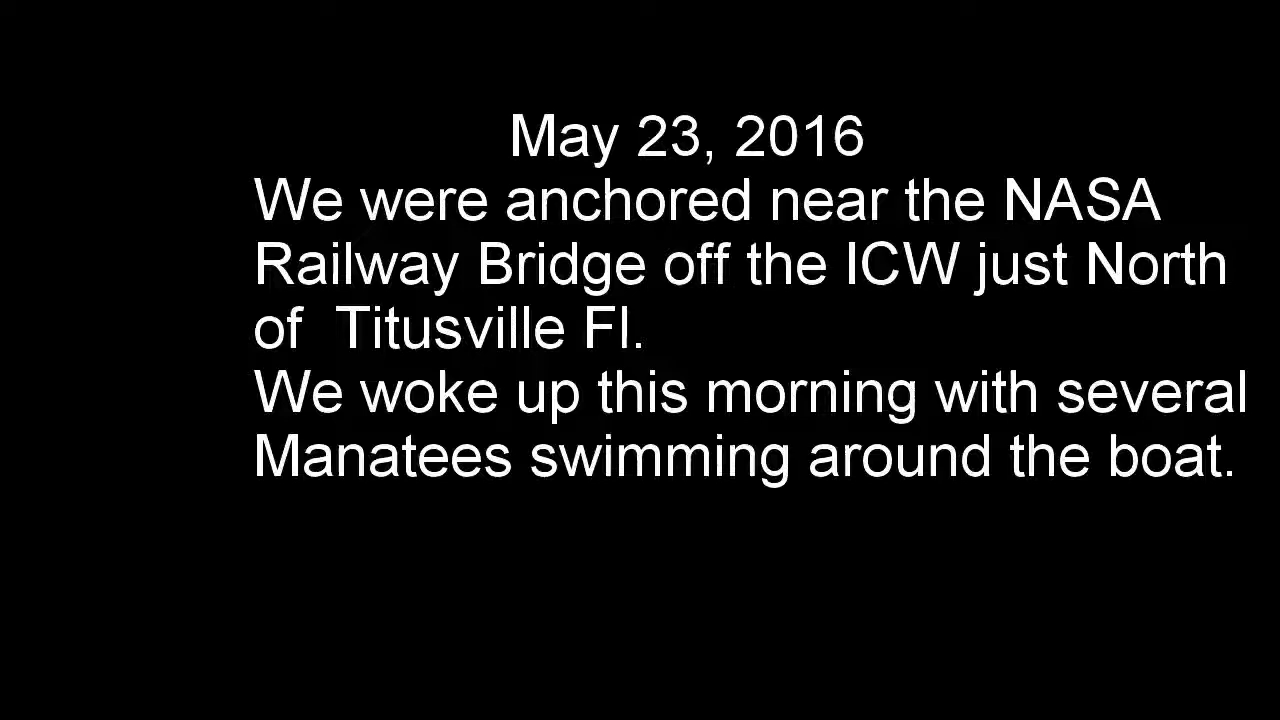 May 23, 2016
We were anchored near the NASA
Railway Bridge off the ICW just North
of  Titusville Fl.
We woke up this morning with several
Manatees swimming around the boat.